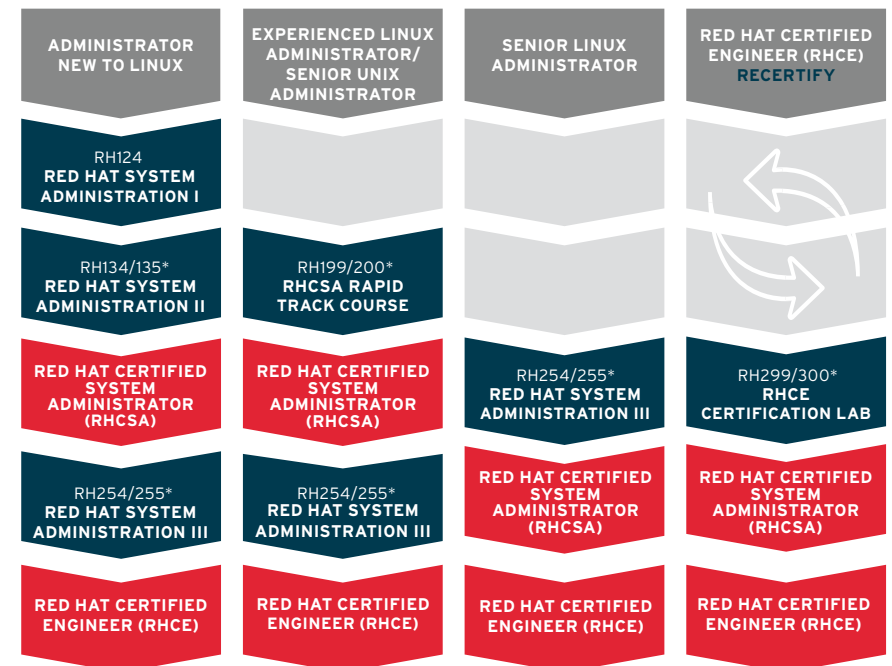 ADMINISTRATOR
NEW TO LINUX
EXPERIENCED LINUX
ADMINISTRATOR/
SENIOR UNIX
ADMINISTRATOR
SENIOR LINUX
ADMINISTRATOR
RED HAT CERTIFIED
ENGINEER (RHCE)
RECERTIFY
RH124
RED HAT SYSTEM
ADMINISTRATION I
RH134/135*
RED HAT SYSTEM
ADMINISTRATION II
RH199/200*
RHCSA RAPID
TRACK COURSE
RED HAT CERTIFIED
SYSTEM
ADMINISTRATOR
(RHCSA)
RED HAT CERTIFIED
SYSTEM
ADMINISTRATOR
(RHCSA)
RH254/255*
RED HAT SYSTEM
ADMINISTRATION III
RH299/300*
RHCE
CERTIFICATION LAB
RH254/255*
RED HAT SYSTEM
ADMINISTRATION III
RH254/255*
RED HAT SYSTEM
ADMINISTRATION III
RED HAT CERTIFIED
SYSTEM
ADMINISTRATOR
(RHCSA)
RED HAT CERTIFIED
SYSTEM
ADMINISTRATOR
(RHCSA)
RED HAT CERTIFIED
ENGINEER (RHCE)
RED HAT CERTIFIED
ENGINEER (RHCE)
RED HAT CERTIFIED
ENGINEER (RHCE)
RED HAT CERTIFIED
ENGINEER (RHCE)